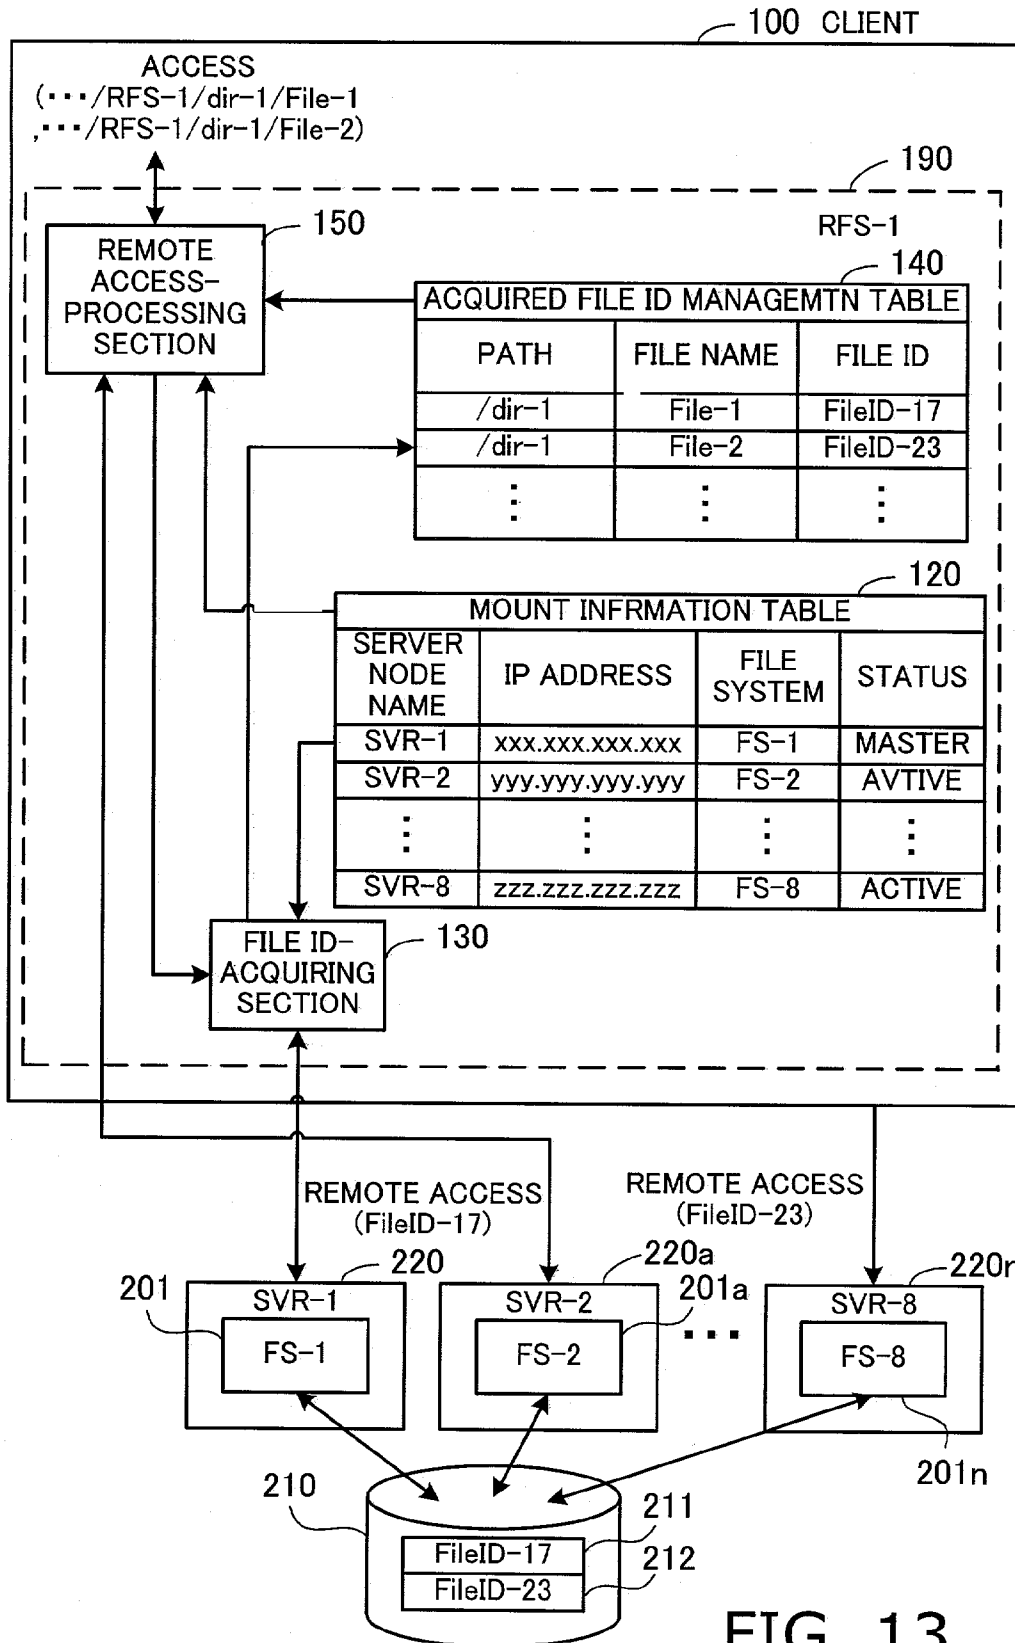 100 CLIENT
ACCESS
(···/RFS-1/dir-1/File-1
,···/RFS-1/dir-1/File-2)
190
RFS-1
150
REMOTE
ACCESS-
PROCESSING
SECTION
140
ACQUIRED FILE ID MANAGEMTN TABLE
PATH FILE NAME FILE ID
/dir-1 File-1 FileID-17
/dir-1 File-2 FileID-23
120
MOUNT INFRMATION TABLE
SERVER NODE NAME IP ADDRESS FILE SYSTEM STATUS
SVR-1 xxx.xxx.xxx.xxx FS-1 MASTER
SVR-2 yyy.yyy.yyy.yyy FS-2 AVTIVE
SVR-8 zzz.zzz.zzz.zzz FS-8 ACTIVE
130
FILE ID-
ACQUIRING
SECTION
REMOTE ACCESS
(FileID-17)
REMOTE ACCESS
(FileID-23)
201
220
SVR-1
FS-1
220a
201a
SVR-2
FS-2
···
220n
SVR-8
FS-8
201n
210
211
FileID-17
212
FileID-23
FIG. 13